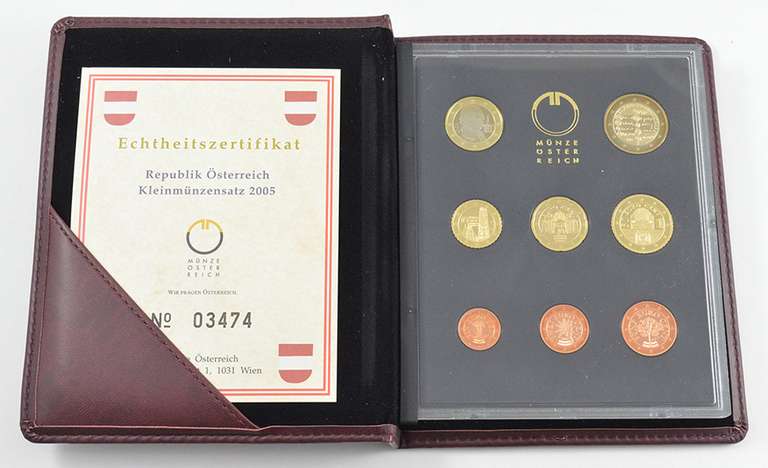 Echtheitszertifikat
Republik Österreich
Kleinmünzensatz 2005
MÜNZE
ÖSTER
REICH
WIR PRÄGEN ÖSTERREICH.
№ 03474
Österreich
1, 1031 Wien
MÜNZE
ÖSTER
REICH